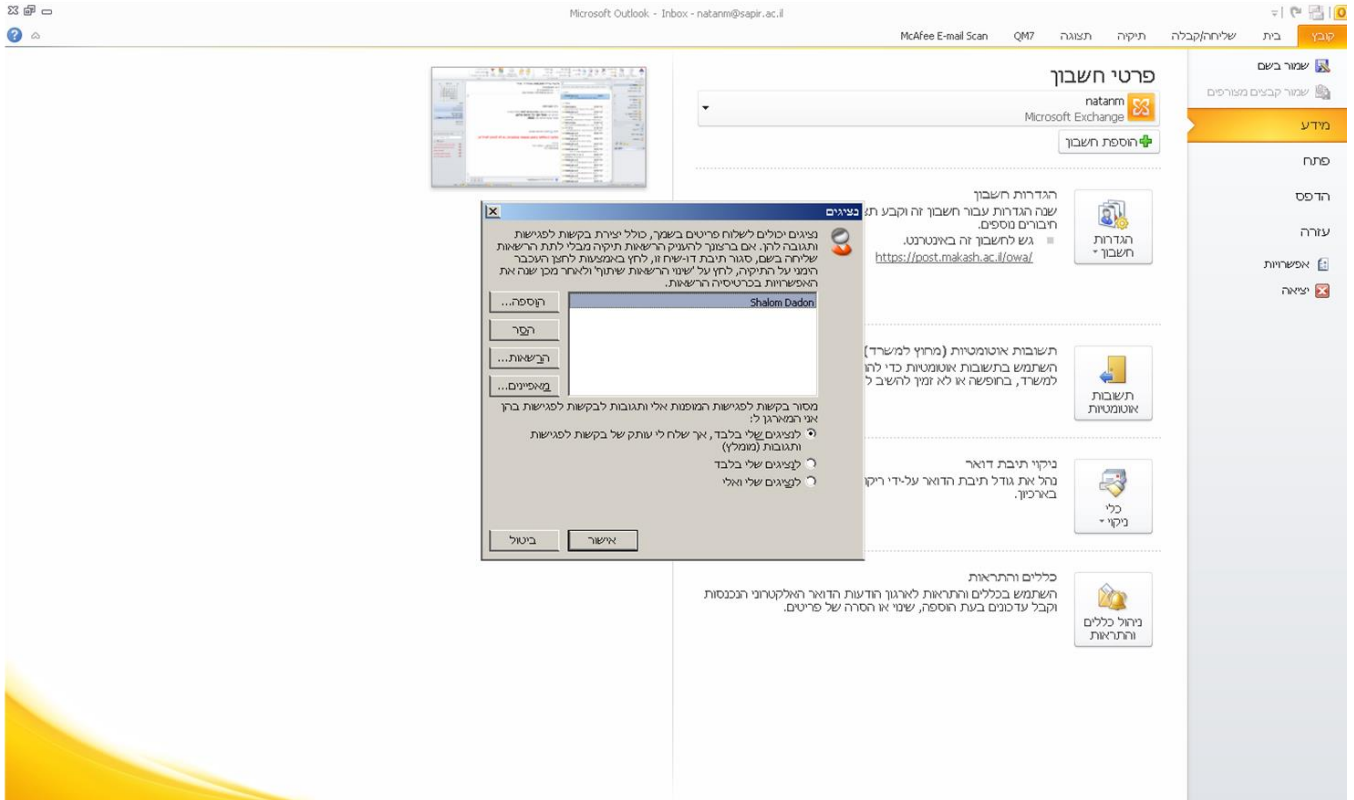 Microsoft Outlook - Inbox - natanm@sapir.ac.il
קובץ
בית
שליחה/קבלה
תיקיה
תצוגה
QM7
McAfee E-mail Scan
שמור בשם
שמור קבצים מצורפים
מידע
פתח
הדפס
עזרה
אפשרויות
יציאה
פרטי חשבון
natanm
Microsoft Exchange
הוספת חשבון
הגדרות חשבון
הגדרות חשבון
שנה הגדרות עבור חשבון זה וקבע
חיבורים נוספים.
גש לחשבון זה באינטרנט.
https://post.makash.ac.il/owa/
תשובות אוטומטיות
תשובות אוטומטיות (מחוץ למשרד)
השתמש בתשובות אוטומטיות כדי
למשרד, בחופשה או לא זמין להשיב
כלי ניקוי
ניקוי תיבת דואר
נהל את גודל תיבת הדואר על-ידי
בארכיון.
ניהול כללים והתראות
כללים והתראות
השתמש בכללים והתראות לארגון הודעות הדואר האלקטרוני הנכנסות
וקבל עדכונים בעת הוספה, שינוי או הסרה של פריטים.
נציגים
נציגים יכולים לשלוח פריטים בשמך, כולל יצירת בקשות לפגישות
ותגובה להן. אם ברצונך להעניק הרשאות תיקיה מבלי לתת הרשאות
שליחה בשם, סגור תיבת דו-שיח זו, לחץ באמצעות לחצן העכבר
הימני על התיקיה, לחץ על 'שינוי הרשאות שיתוף' ולאחר מכן שנה את
האפשרויות בכרטיסיה הרשאות.
Shalom Dadon
הוספה...
הסר
הרשאות...
מאפיינים...
מסור בקשות לפגישות המופנות אלי ותגובות לבקשות לפגישות בהן
אני המארגן ל:
לנציגים שלי בלבד, אך שלח לי עותק של בקשות לפגישות
ותגובות (מומלץ)
לנציגים שלי בלבד
לנציגים שלי ואלי
אישור
ביטול